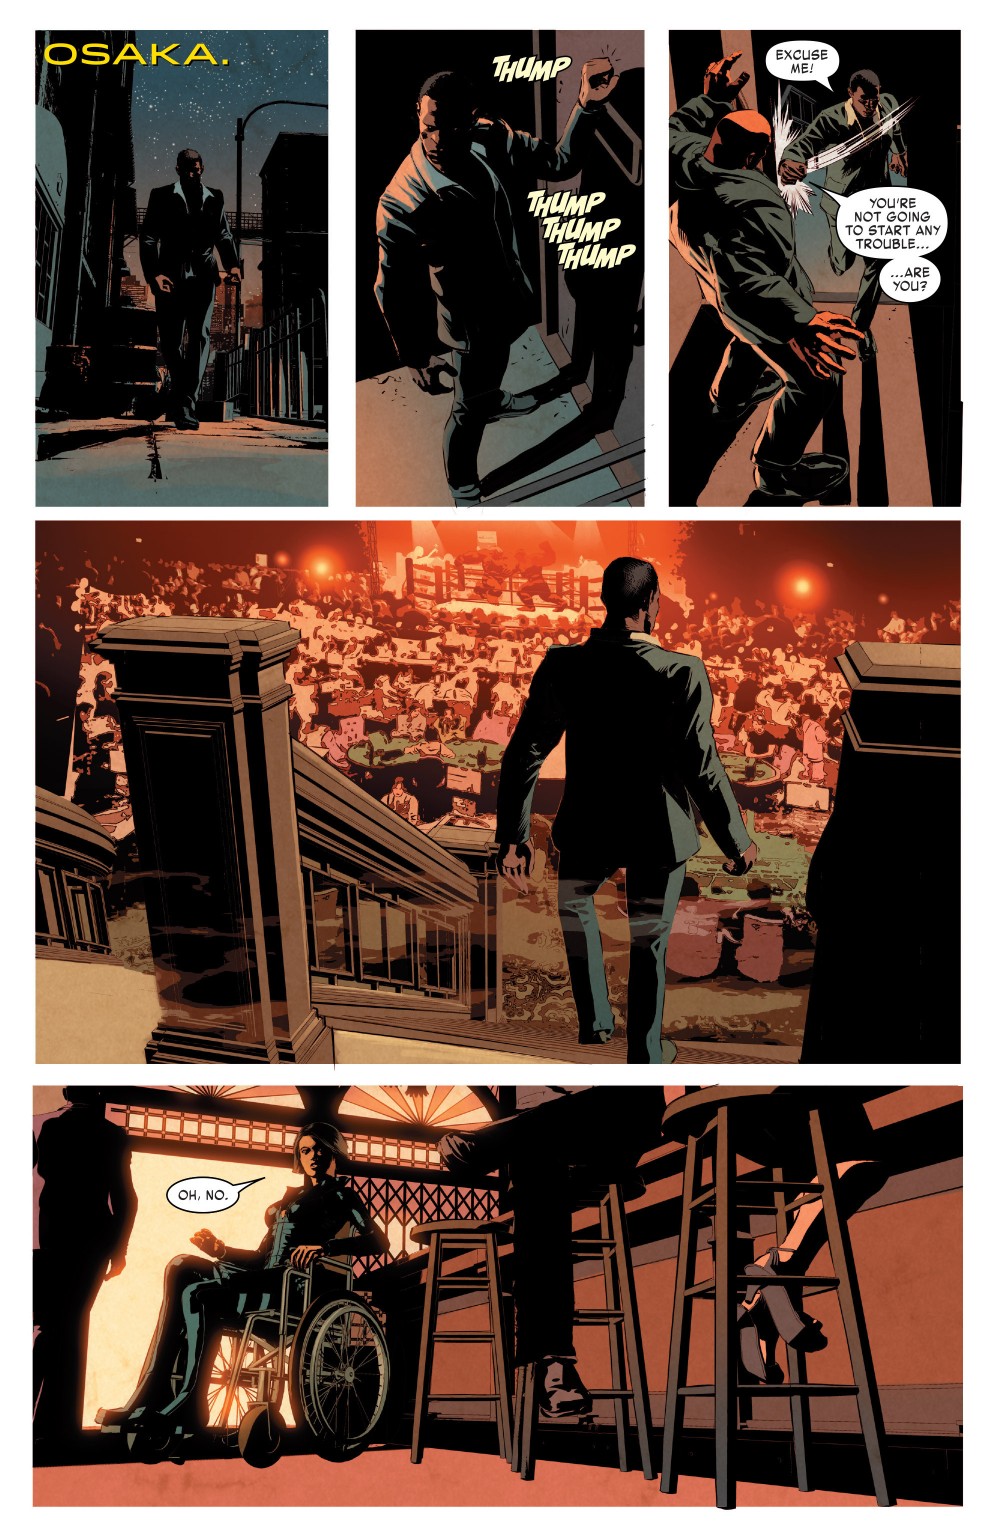 OSAKA.
THUMP
THUMP
THUMP
THUMP
EXCUSE
ME!
YOU'RE
NOT GOING
TO START ANY
TROUBLE...
...ARE
YOU?
OH, NO.